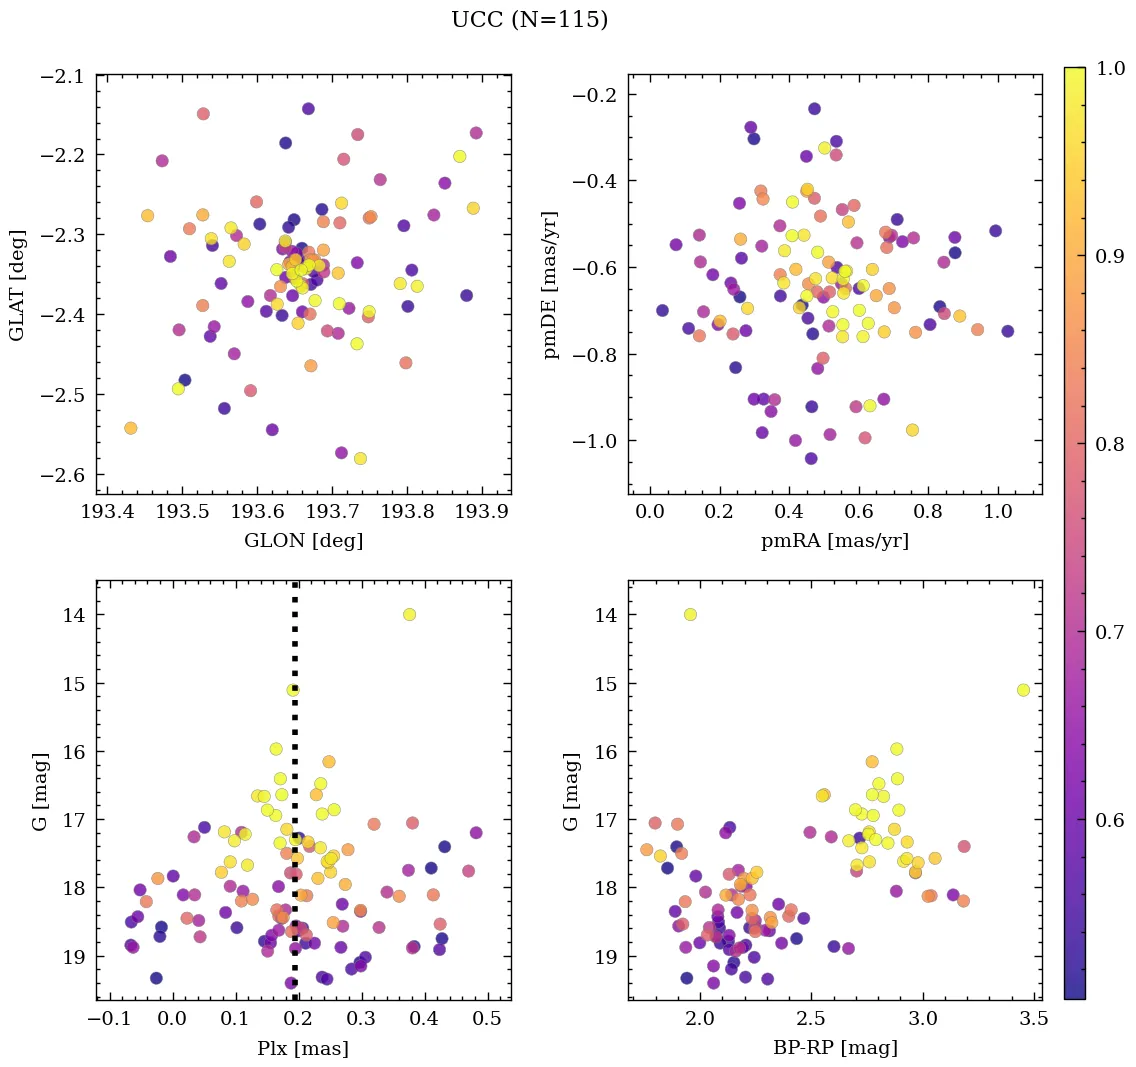 UCC (N=115)
−2.1
−2.2
−2.3
−2.4
−2.5
−2.6
GLAT [deg]
193.4 193.5 193.6 193.7 193.8 193.9
GLON [deg]
−0.2
−0.4
−0.6
−0.8
−1.0
pmDE [mas/yr]
0.0 0.2 0.4 0.6 0.8 1.0
pmRA [mas/yr]
14
15
16
17
18
19
G [mag]
−0.1 0.0 0.1 0.2 0.3 0.4 0.5
Plx [mas]
14
15
16
17
18
19
G [mag]
2.0 2.5 3.0 3.5
BP-RP [mag]
1.0
0.9
0.8
0.7
0.6